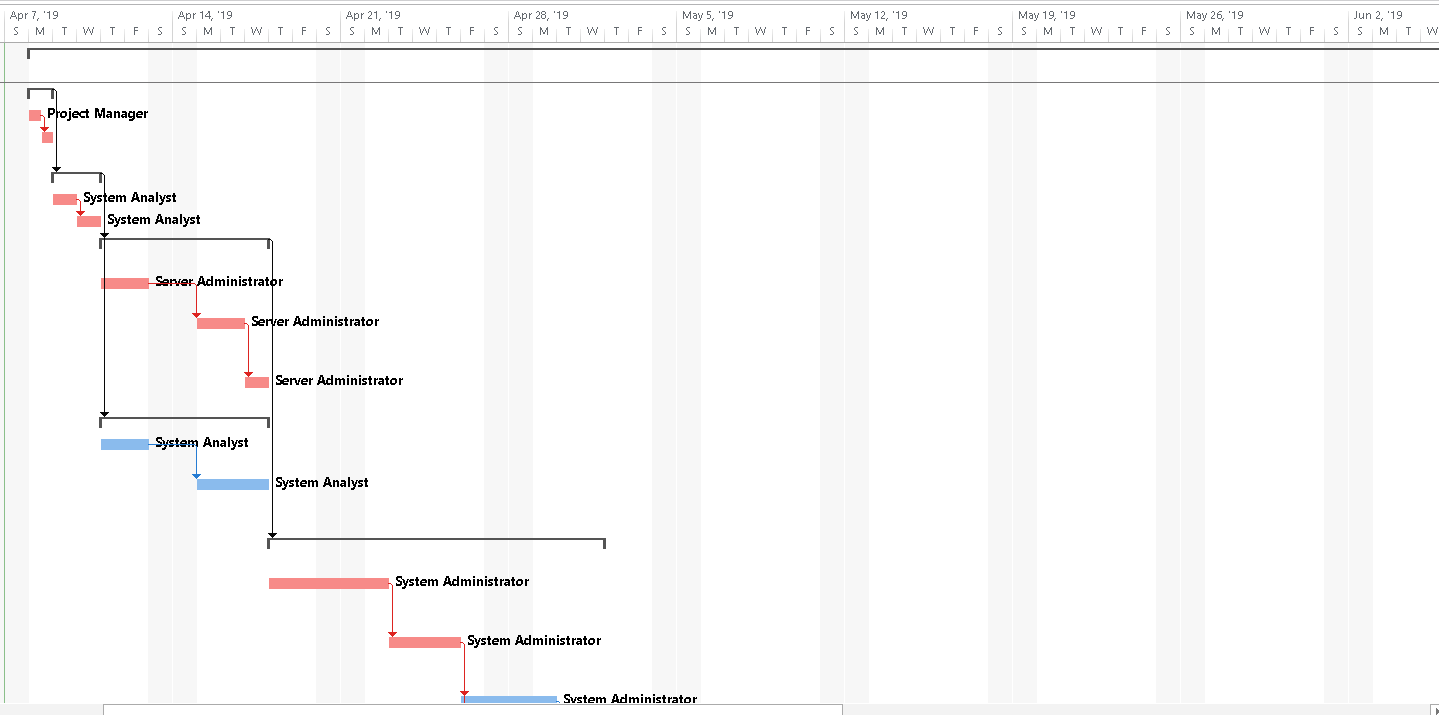 Apr 7, '19 Apr 14, '19 Apr 21, '19 Apr 28, '19 May 5, '19 May 12, '19 May 19, '19 May 26, '19 Jun 2, '19
S M T W T F S S M T W T F S S M T W T F S S M T W T F S S M T W T F S S M T W T F S S M T W T F S S M T W T F S S M T W
Project Manager
System Analyst
System Analyst
Server Administrator
Server Administrator
Server Administrator
System Analyst
System Analyst
System Administrator
System Administrator
System Administrator